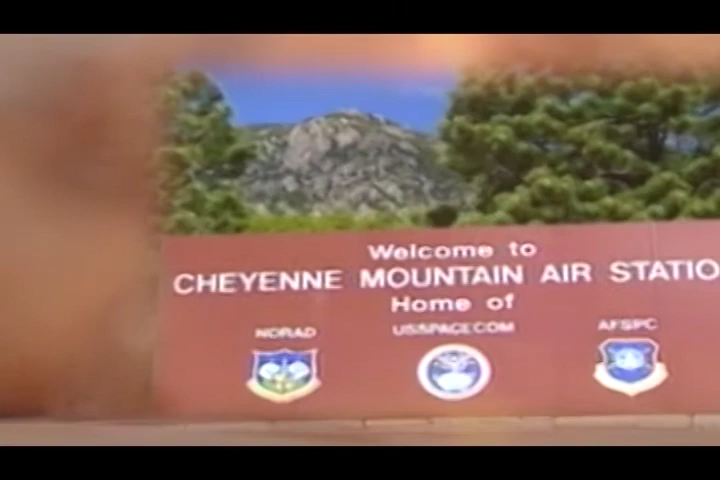 Welcome to
CHEYENNE MOUNTAIN AIR STATIO
Home of
NORAD USSPACECOM AFSPC